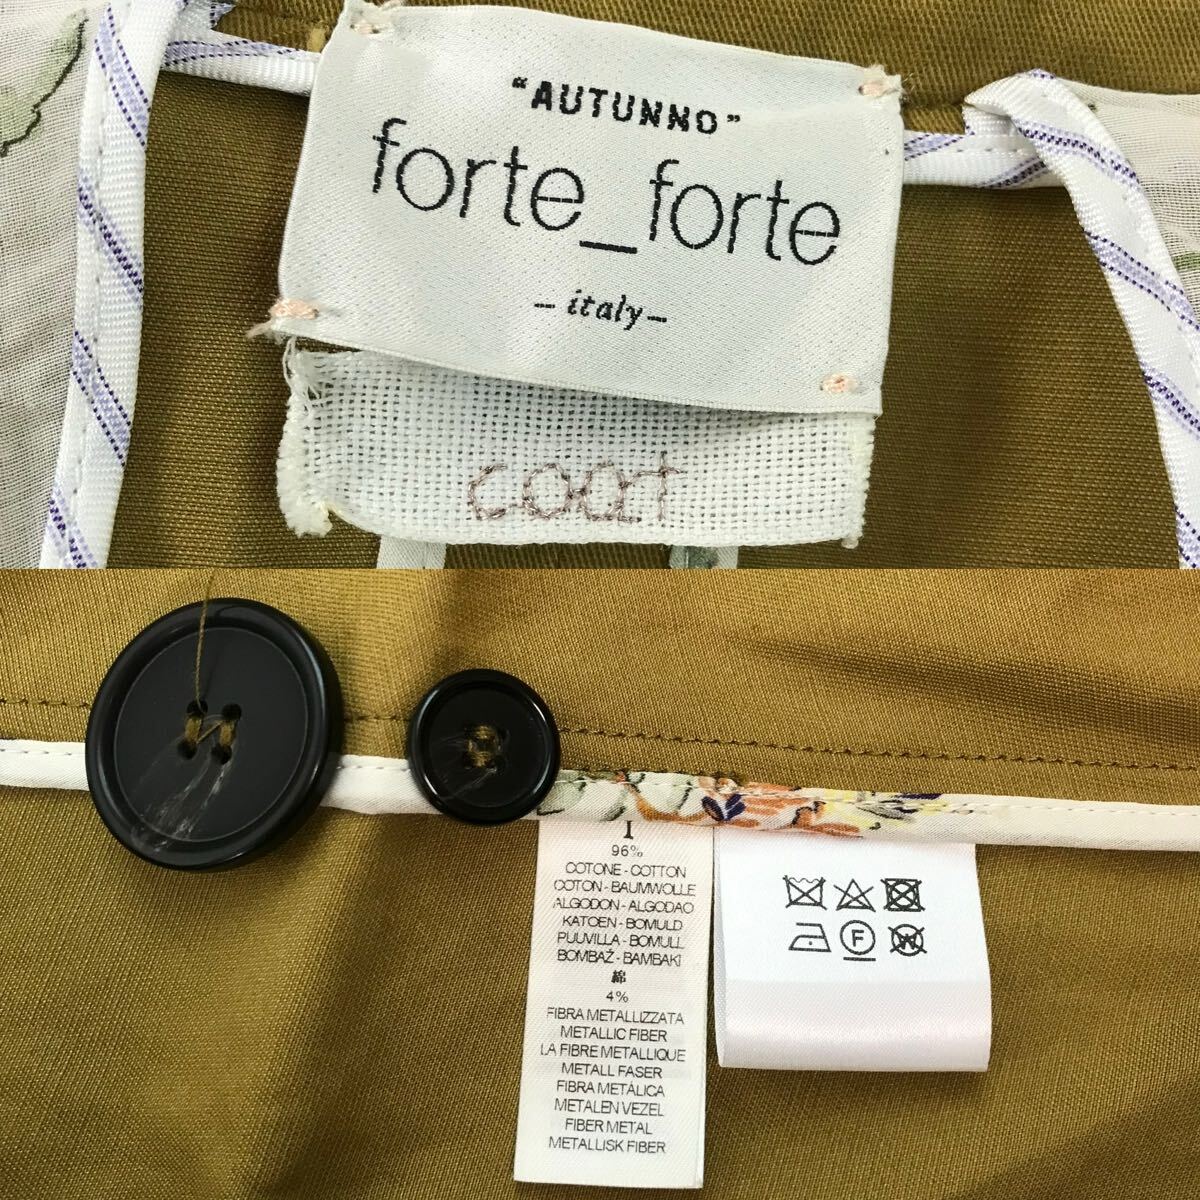 “AUTUNNO”
forte_forte
- italy -
COAT
I
96%
COTONE - COTTON
COTON - BAUMWOLLE
ALGODON - ALGODAO
KATOEN - BOMULD
PUUVILLA - BOMULL
BOMBAŽ - BAMBAKI
綿
4%
FIBRA METALLIZZATA
METALLIC FIBER
LA FIBRE METALLIQUE
METALL FASER
FIBRA METÁLICA
METALEN VEZEL
FIBER METAL
METALLISK FIBER
F W